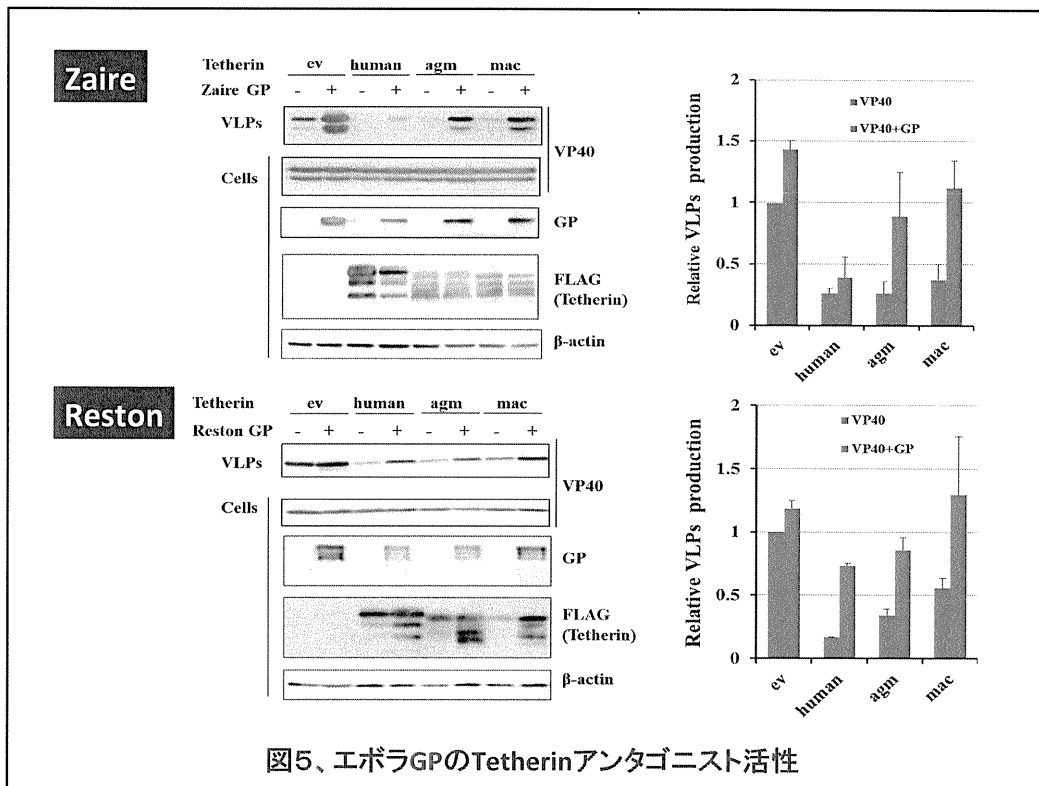 Zaire
Tetherin ev human agm mac
Zaire GP - + - + - + - +
VLPs
VP40
Cells
GP
FLAG
(Tetherin)
β-actin
Relative VLPs production
2
1.5
1
0.5
0
VP40
VP40+GP
ev human agm mac
Reston
Tetherin ev human agm mac
Reston GP - + - + - + - +
VLPs
VP40
Cells
GP
FLAG
(Tetherin)
β-actin
Relative VLPs production
2
1.5
1
0.5
0
VP40
VP40+GP
ev human agm mac
図5、エボラGPのTetherinアンタゴニスト活性